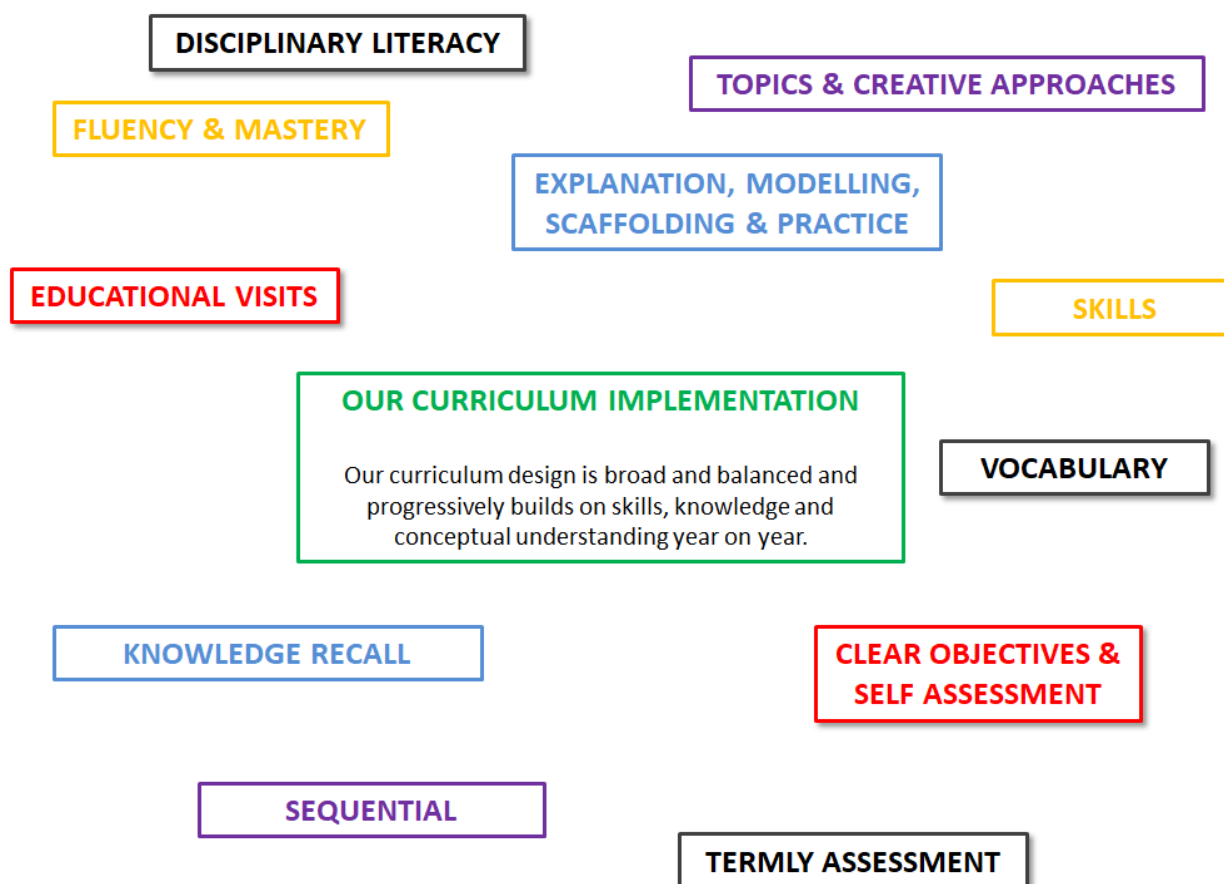 DISCIPLINARY LITERACY
TOPICS & CREATIVE APPROACHES
FLUENCY & MASTERY
EXPLANATION, MODELLING,
SCAFFOLDING & PRACTICE
EDUCATIONAL VISITS
SKILLS
OUR CURRICULUM IMPLEMENTATION
Our curriculum design is broad and balanced and
progressively builds on skills, knowledge and
conceptual understanding year on year.
VOCABULARY
KNOWLEDGE RECALL
CLEAR OBJECTIVES &
SELF ASSESSMENT
SEQUENTIAL
TERMLY ASSESSMENT